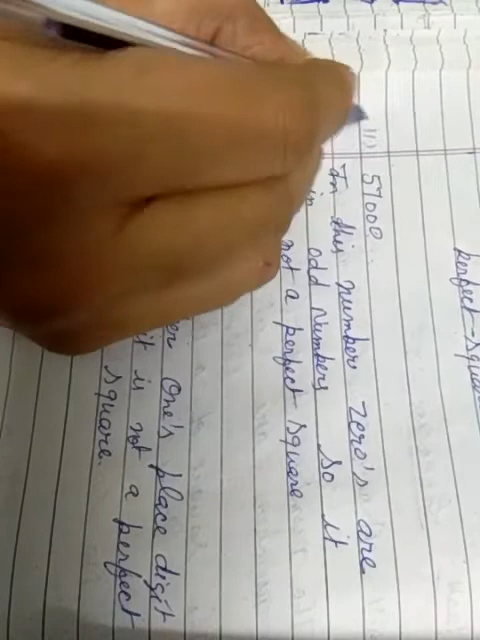 perfect-squa
57000
In this number zero's are
in odd Numbers so it
not a perfect square
One's place digit
it is not a perfect
square.